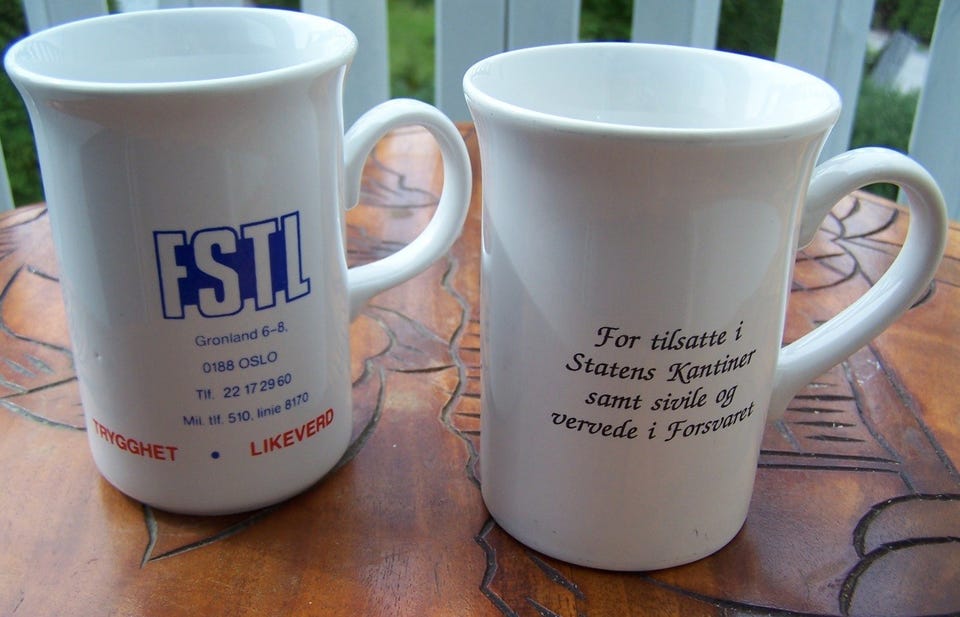 FSTL
Grønland 6-8,
0188 OSLO
Tlf. 22 17 29 60
Mil. tlf. 510, linie 8170
TRYGGHET • LIKEVERD
For tilsatte i
Statens Kantiner
samt sivile og
vervede i Forsvaret